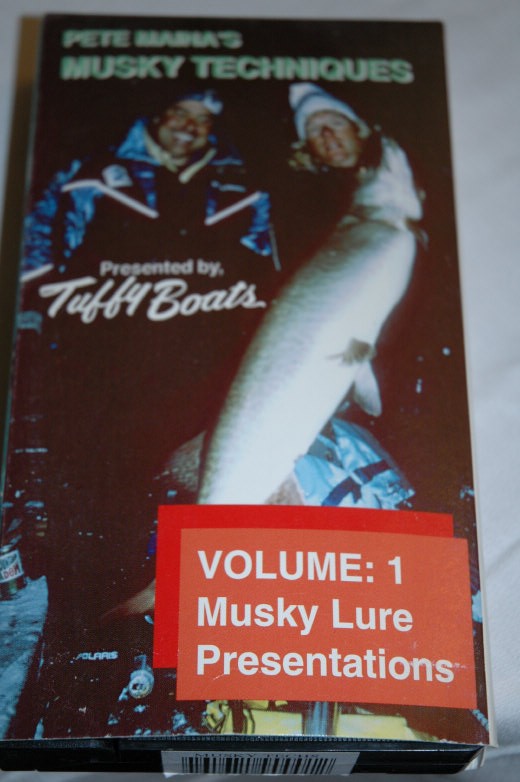 PETE MAINA'S
MUSKY TECHNIQUES
Presented by,
Tuffy Boats
VOLUME: 1
Musky Lure
Presentations
POLARIS